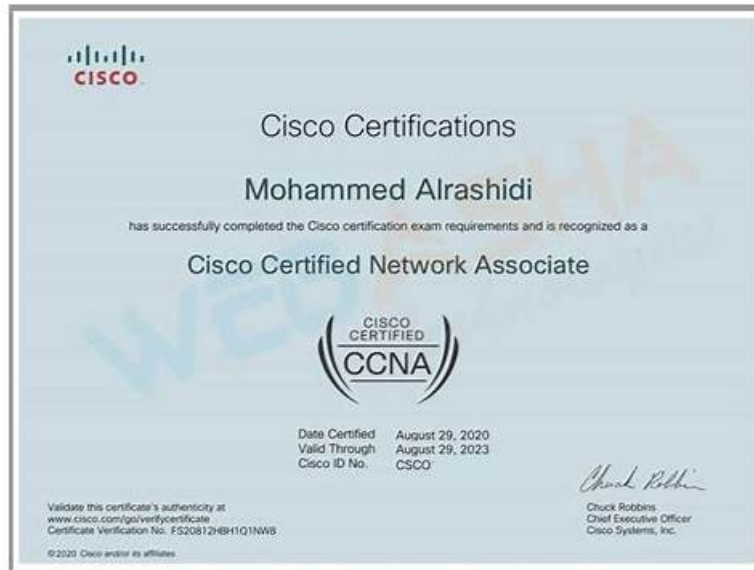 CISCO
Cisco Certifications
Mohammed Alrashidi
has successfully completed the Cisco certification exam requirements and is recognized as a
Cisco Certified Network Associate
CISCO
CERTIFIED
CCNA
Date Certified August 29, 2020
Valid Through August 29, 2023
Cisco ID No. CSCO
Chuck Robbins
Validate this certificate's authenticity at
www.cisco.com/go/verifycertificate
Certificate Verification No. FS20812HBH1Q1NW8
Chuck Robbins
Chief Executive Officer
Cisco Systems, Inc.
©2020 Cisco and/or its affiliates
WEBASHA